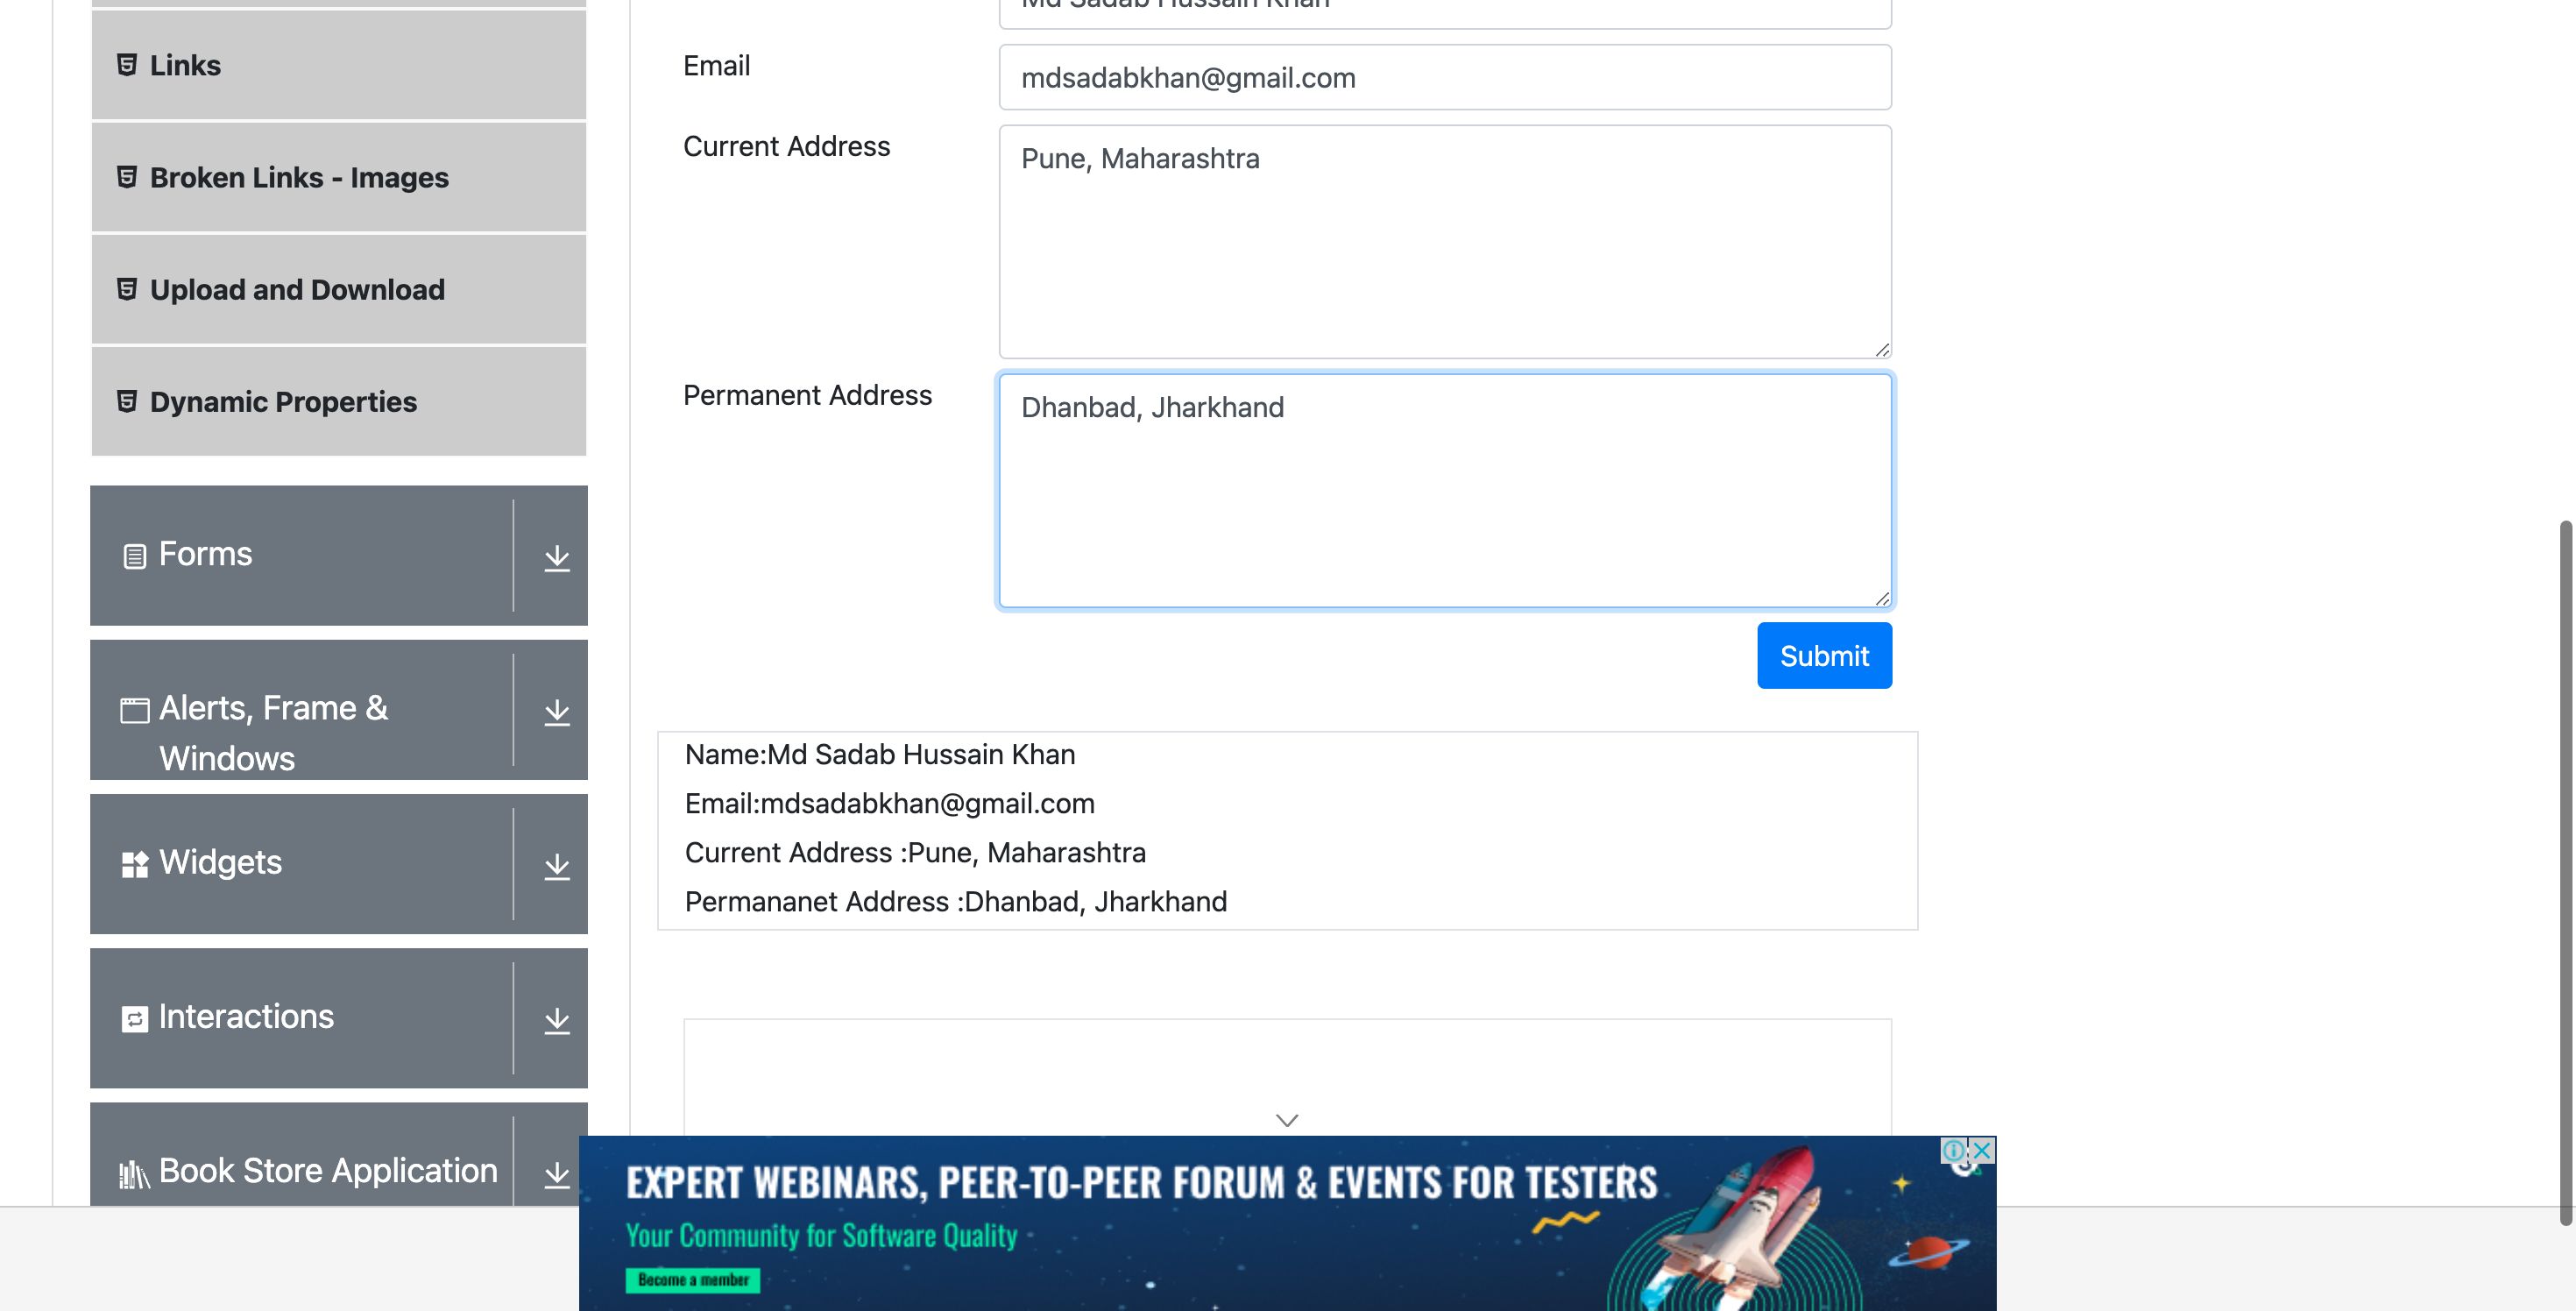 Links
Broken Links - Images
Upload and Download
Dynamic Properties
Forms
Alerts, Frame &
Windows
Widgets
Interactions
Book Store Application
Md Sadab Hussain Khan
Email
mdsadabkhan@gmail.com
Current Address
Pune, Maharashtra
Permanent Address
Dhanbad, Jharkhand
Submit
Name:Md Sadab Hussain Khan
Email:mdsadabkhan@gmail.com
Current Address :Pune, Maharashtra
Permananet Address :Dhanbad, Jharkhand
EXPERT WEBINARS, PEER-TO-PEER FORUM & EVENTS FOR TESTERS
Your Community for Software Quality
Become a member